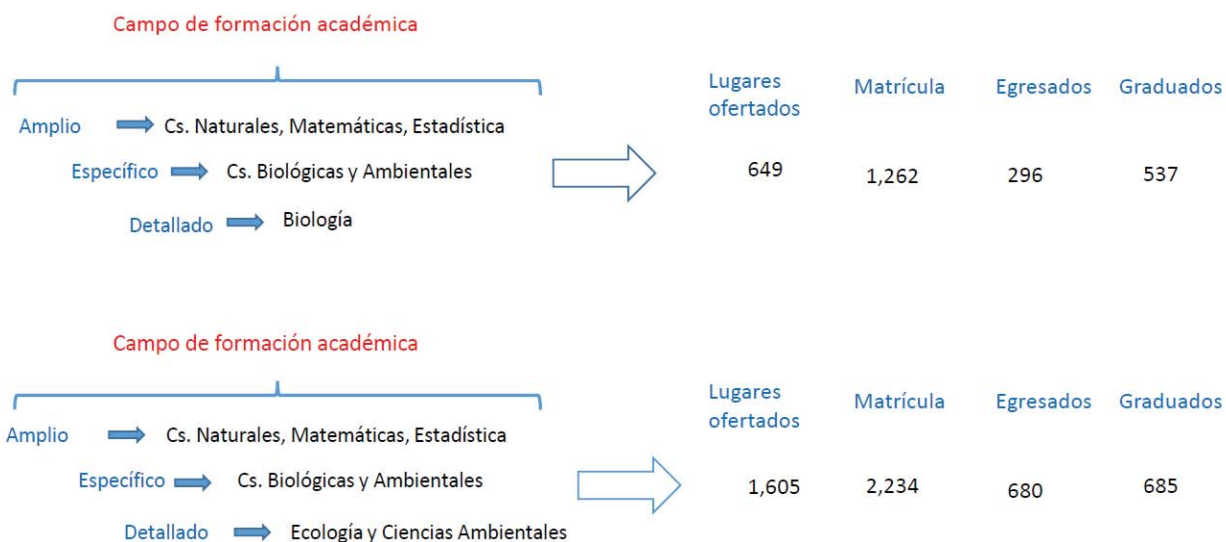 Campo de formación académica
Lugares ofertados Matrícula Egresados Graduados
Amplio Cs. Naturales, Matemáticas, Estadística
Específico Cs. Biológicas y Ambientales
649 1,262 296 537
Detallado Biología
Campo de formación académica
Lugares ofertados Matrícula Egresados Graduados
Amplio Cs. Naturales, Matemáticas, Estadística
Específico Cs. Biológicas y Ambientales
1,605 2,234 680 685
Detallado Ecología y Ciencias Ambientales